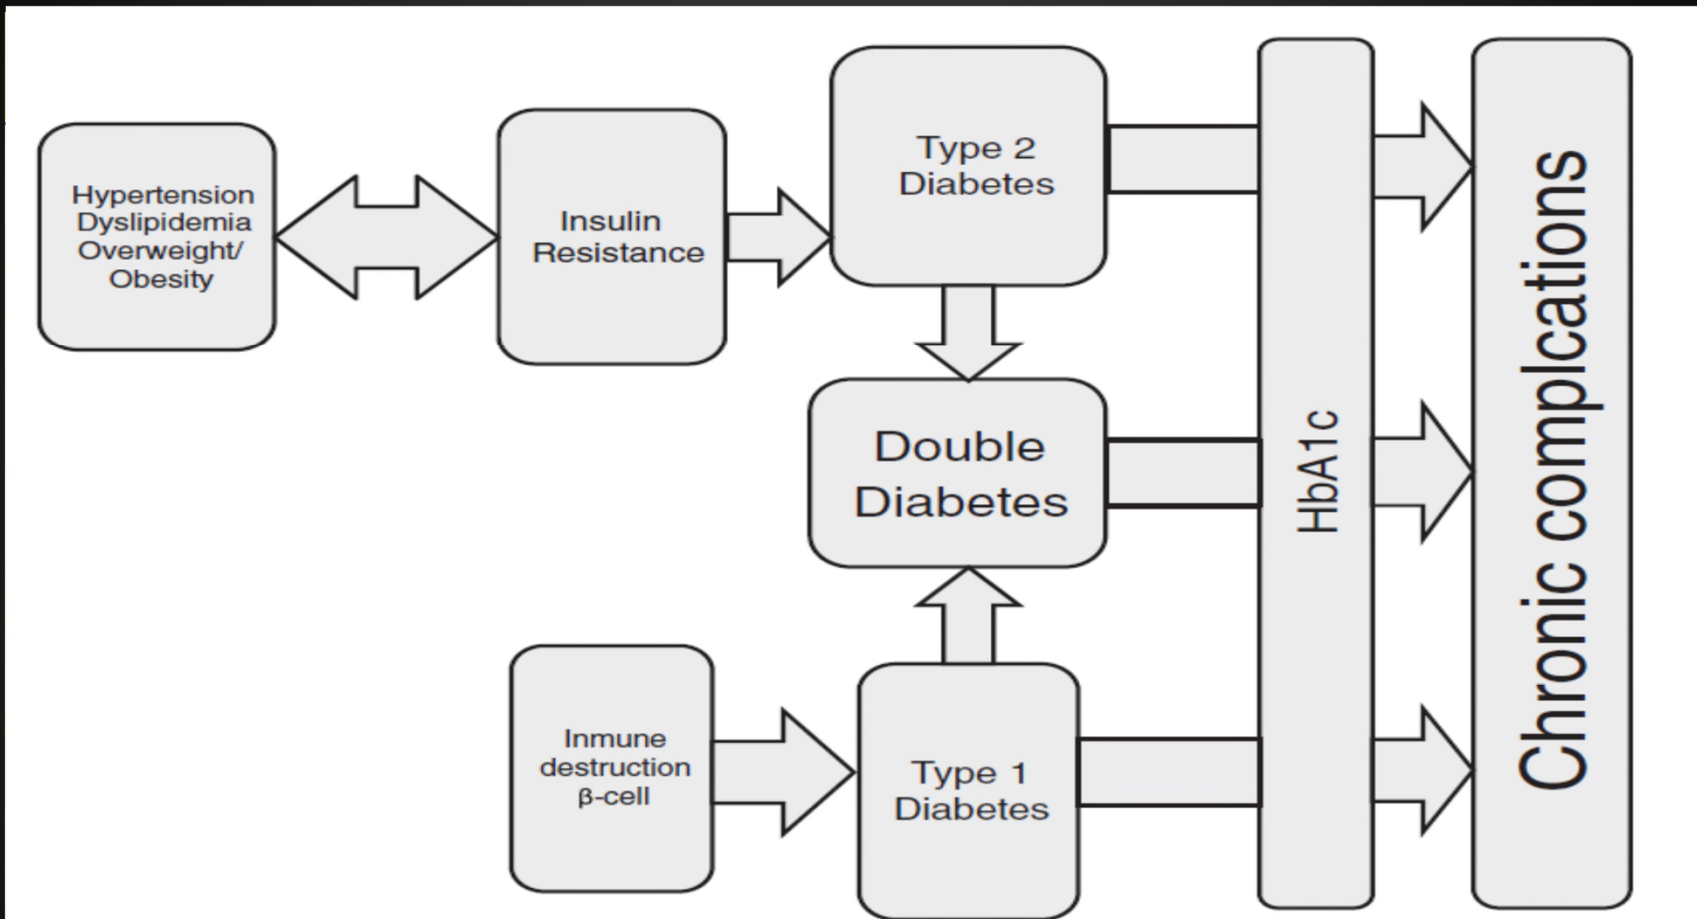 Hypertension
Dyslipidemia
Overweight/
Obesity
Insulin
Resistance
Type 2
Diabetes
Double
Diabetes
Inmune
destruction
β-cell
Type 1
Diabetes
HbA1c
Chronic complcations